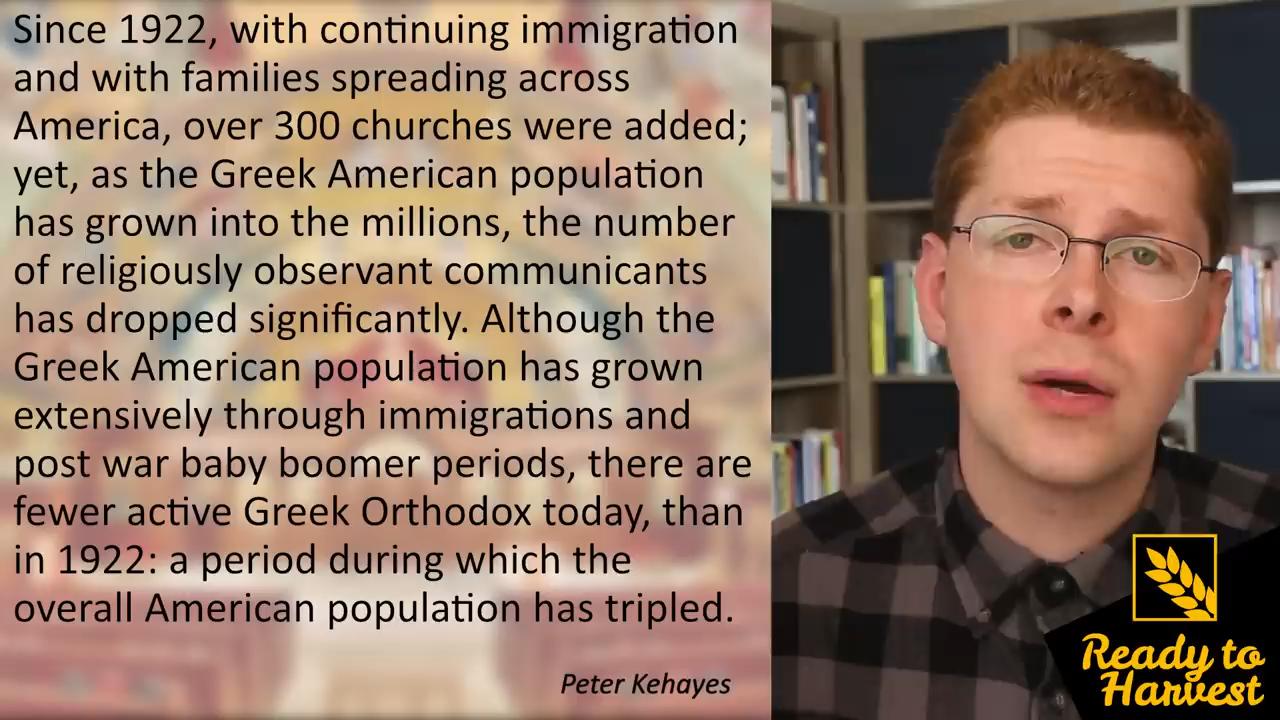 Since 1922, with continuing immigration
and with families spreading across
America, over 300 churches were added;
yet, as the Greek American population
has grown into the millions, the number
of religiously observant communicants
has dropped significantly. Although the
Greek American population has grown
extensively through immigrations and
post war baby boomer periods, there are
fewer active Greek Orthodox today, than
in 1922: a period during which the
overall American population has tripled.
Peter Kehayes
Ready to
Harvest